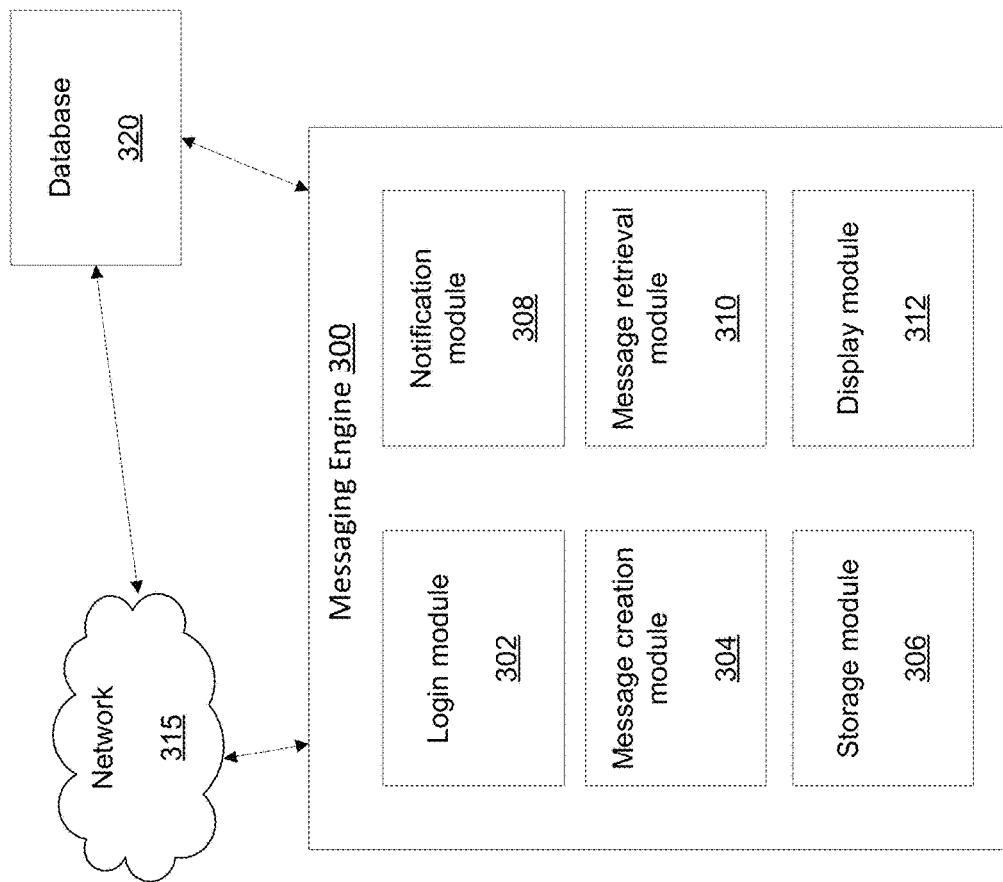 Network
315
Database
320
Messaging Engine 300
Login module
302
Notification
module
308
Message creation
module
304
Message retrieval
module
310
Storage module
306
Display module
312